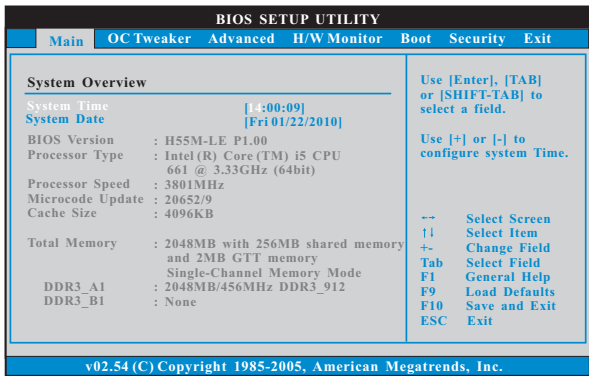 BIOS SETUP UTILITY
Main OC Tweaker Advanced H/W Monitor Boot Security Exit
System Overview
System Time [14:00:09]
System Date [Fri 01/22/2010]
BIOS Version : H55M-LE P1.00
Processor Type : Intel (R) Core (TM) i5 CPU
661 @ 3.33GHz (64bit)
Processor Speed : 3801MHz
Microcode Update : 20652/9
Cache Size : 4096KB
Total Memory : 2048MB with 256MB shared memory
and 2MB GTT memory
Single-Channel Memory Mode
DDR3_A1 : 2048MB/456MHz DDR3_912
DDR3_B1 : None
Use [Enter], [TAB]
or [SHIFT-TAB] to
select a field.
Use [+] or [-] to
configure system Time.
←→ Select Screen
↑↓ Select Item
+- Change Field
Tab Select Field
F1 General Help
F9 Load Defaults
F10 Save and Exit
ESC Exit
v02.54 (C) Copyright 1985-2005, American Megatrends, Inc.